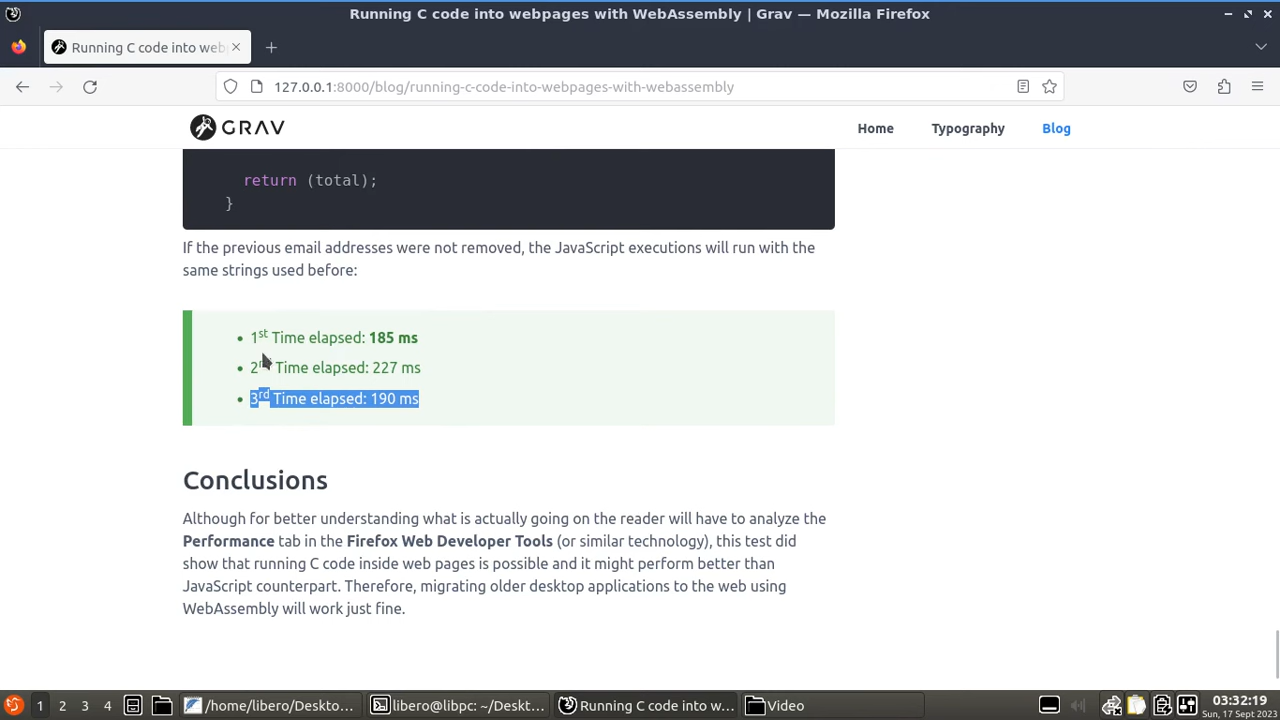 Running C code into webpages with WebAssembly | Grav — Mozilla Firefox
Running C code into web
127.0.0.1:8000/blog/running-c-code-into-webpages-with-webassembly
GRAV
Home Typography Blog
return (total);
}
If the previous email addresses were not removed, the JavaScript executions will run with the
same strings used before:
1st Time elapsed: 185 ms
2 Time elapsed: 227 ms
3rd Time elapsed: 190 ms
Conclusions
Although for better understanding what is actually going on the reader will have to analyze the
Performance tab in the Firefox Web Developer Tools (or similar technology), this test did
show that running C code inside web pages is possible and it might perform better than
JavaScript counterpart. Therefore, migrating older desktop applications to the web using
WebAssembly will work just fine.
1 2 3 4 /home/libero/Deskto... libero@libpc: ~/Deskt... Running C code into w... Video 03:32:19
Sun, 17 Sept 2023